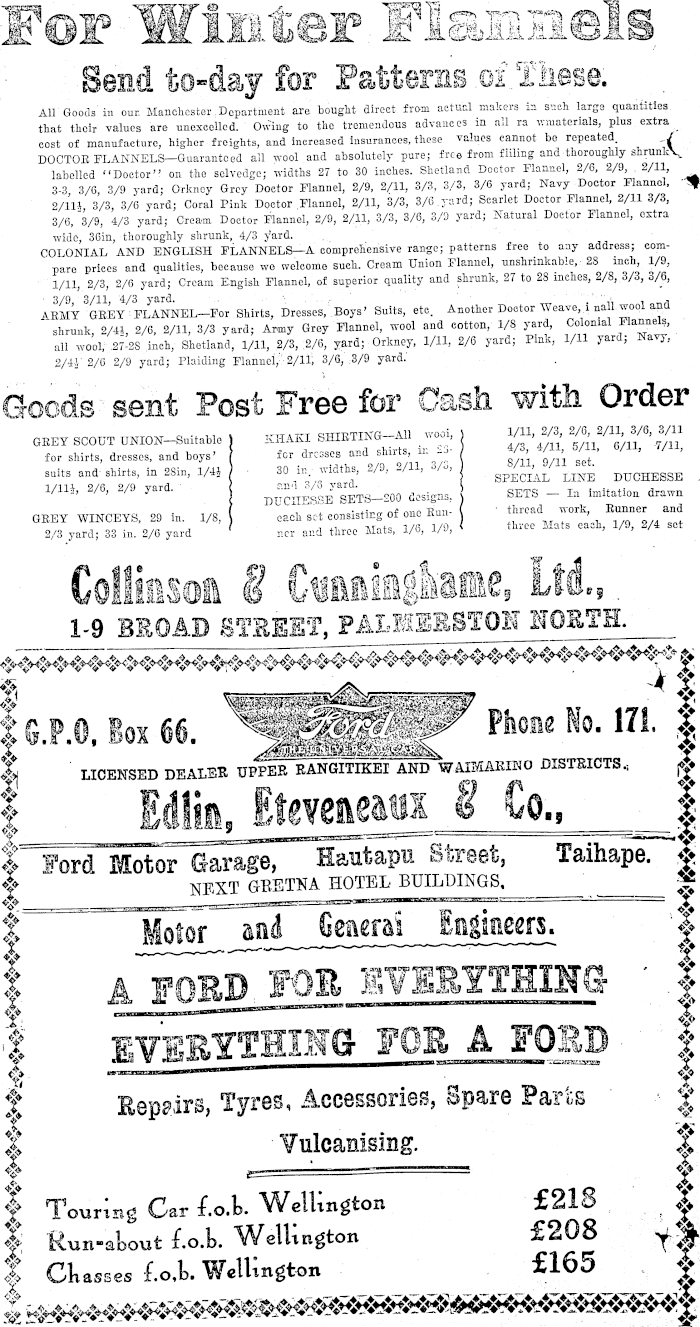 For Winter Flannels
Send to-day for Patterns of These.
All Goods in our Manchester Department are bought direct from actual makers in such large quantities
that their values are unexcelled. Owing to the tremendous advances in all ra wmaterials, plus extra
cost of manufacture, higher freights, and increased insurances, these values cannot be repeated
DOCTOR FLANNELS—Guaranteed all wool and absolutely pure; free from filling and thoroughly shrunk
labelled "Doctor" on the selvedge; widths 27 to 30 inches. Shetland Doctor Flannel, 2/6, 2/9, 2/11,
3-3, 3/6, 3/9 yard; Orkney Grey Doctor Flannel, 2/9, 2/11, 3/3, 3/3, 3/6 yard; Navy Doctor Flannel,
2/11½, 3/3, 3/6 yard; Coral Pink Doctor Flannel, 2/11, 3/3, 3/6 yard; Scarlet Doctor Flannel, 2/11 3/3,
3/6, 3/9, 4/3 yard; Cream Doctor Flannel, 2/9, 2/11, 3/3, 3/6, 3/9 yard; Natural Doctor Flannel, extra
wide, 36in, thoroughly shrunk, 4/3 yard.
COLONIAL AND ENGLISH FLANNELS—A comprehensive range; patterns free to any address; com-
pare prices and qualities, because we welcome such. Cream Union Flannel, unshrinkable, 28 inch, 1/9,
1/11, 2/3, 2/6 yard; Cream Engish Flannel, of superior quality and shrunk, 27 to 28 inches, 2/8, 3/3, 3/6,
3/9, 3/11, 4/3 yard.
ARMY GREY FLANNEL—For Shirts, Dresses, Boys' Suits, etc Another Doctor Weave, i nall wool and
shrunk, 2/4½, 2/6, 2/11, 3/3 yard; Army Grey Flannel, wool and cotton, 1/8 yard, Colonial Flannels,
all wool, 27-28 inch, Shetland, 1/11, 2/3, 2/6, yard; Orkney, 1/11, 2/6 yard; Pink, 1/11 yard; Navy,
2/4½ 2/6 2/9 yard; Plaiding Flannel, 2/11, 3/6, 3/9 yard.
Goods sent Post Free for Cash with Order
GREY SCOUT UNION—Suitable
for shirts, dresses, and boys'
suits and shirts, in 28in, 1/4½
1/11½, 2/6, 2/9 yard.
GREY WINCEYS, 29 in. 1/8,
2/3 yard; 33 in. 2/6 yard
KHAKI SHIRTING—All wool,
for dresses and shirts, in 28-
30 in. widths, 2/9, 2/11, 3/3,
and 3/6 yard.
DUCHESSE SETS—200 designs,
each set consisting of one Run-
ner and three Mats, 1/6, 1/9,
1/11, 2/3, 2/6, 2/11, 3/6, 3/11
4/3, 4/11, 5/11, 6/11, 7/11,
8/11, 9/11 set.
SPECIAL LINE DUCHESSE
SETS — In imitation drawn
thread work, Runner and
three Mats each, 1/9, 2/4 set
Collinson & Cunninghame, Ltd.,
1-9 BROAD STREET, PALMERSTON NORTH.
G.P.O, Box 66.
Ford
THE UNIVERSAL CAR
Phone No. 171.
LICENSED DEALER UPPER RANGITIKEI AND WAIMARINO DISTRICTS.
Edlin, Eteveneaux & Co.,
Ford Motor Garage, Hautapu Street, Taihape.
NEXT GRETNA HOTEL BUILDINGS,
Motor and General Engineers.
A FORD FOR EVERYTHING
EVERYTHING FOR A FORD
Repairs, Tyres, Accessories, Spare Parts
Vulcanising.
Touring Car f.o.b. Wellington £218
Run-about f.o.b. Wellington £208
Chasses f.o.b. Wellington £165